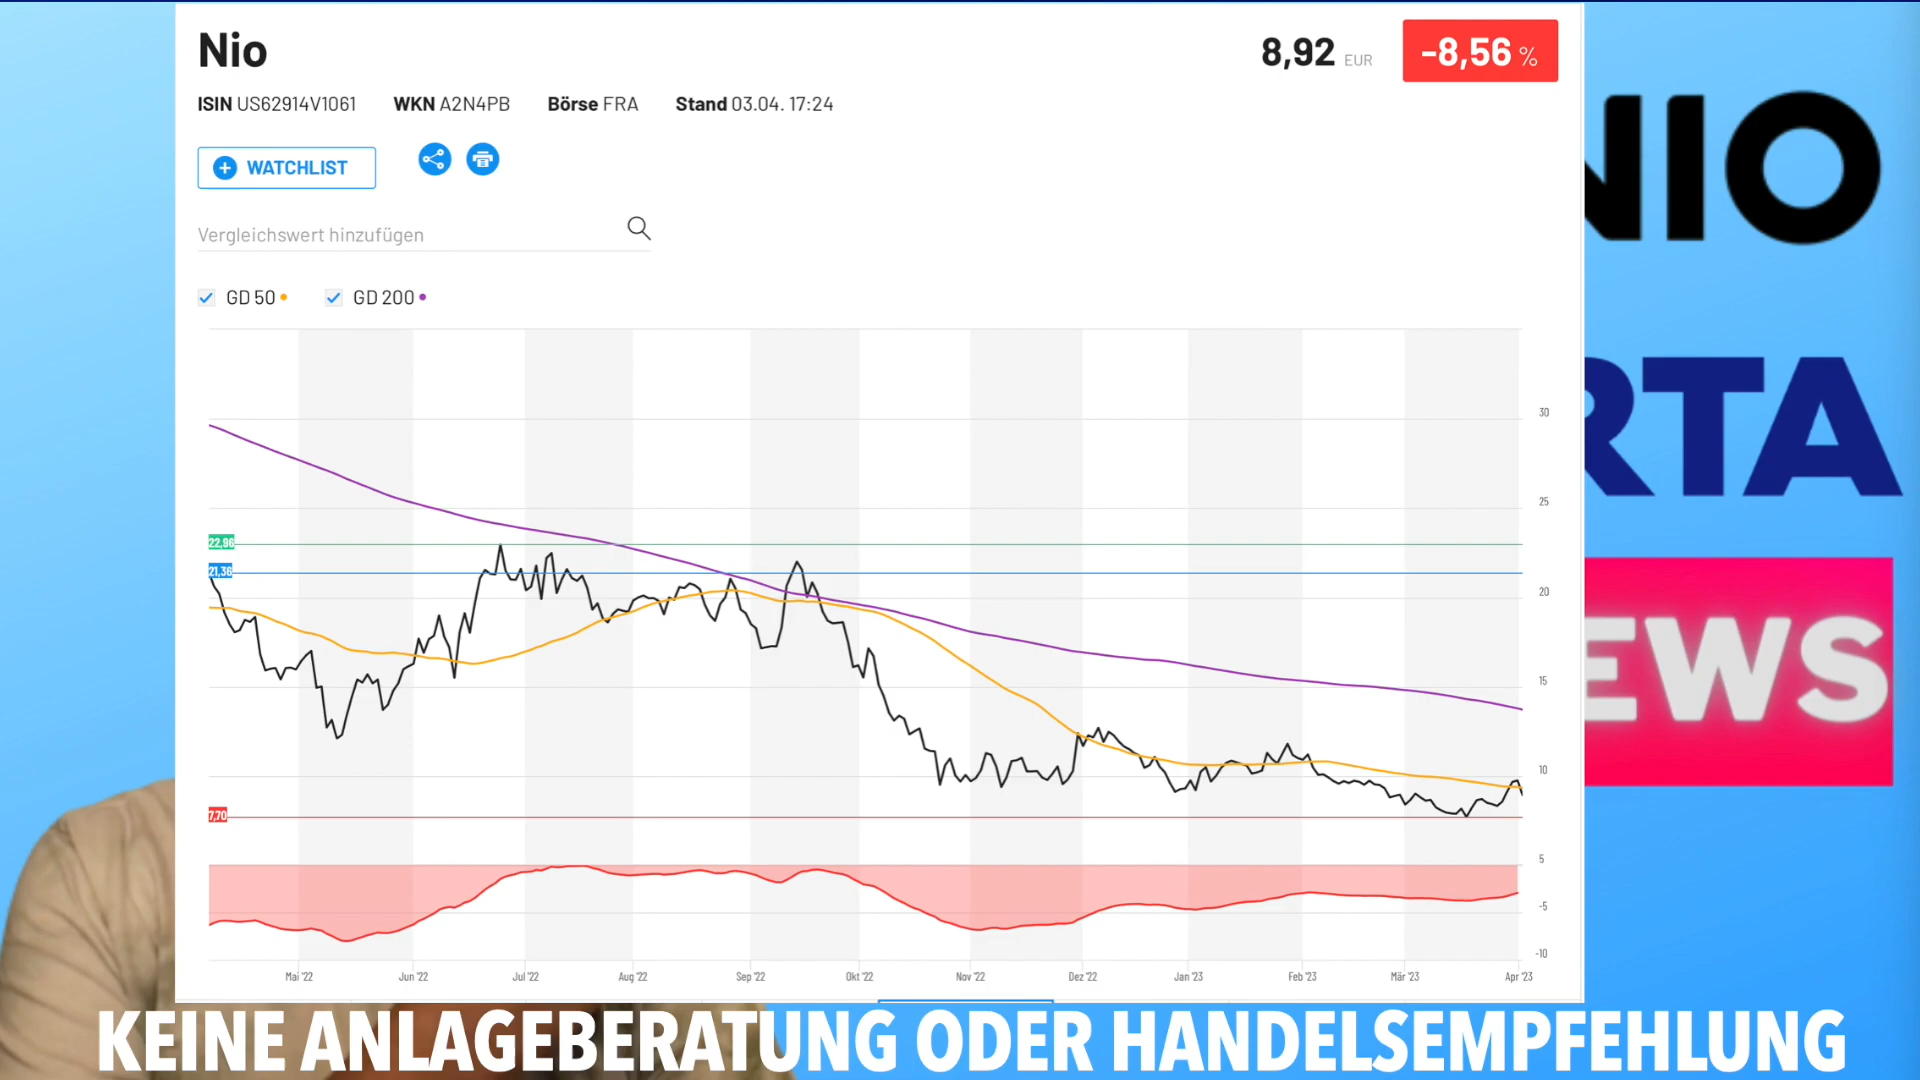 Nio
8,92 EUR
-8,56 %
ISIN US62914V1061 WKN A2N4PB Börse FRA Stand 03.04. 17:24
WATCHLIST
Vergleichswert hinzufügen
GD 50 GD 200
30
25
22,96
21,36
20
15
10
7,70
5
-5
-10
Mai '22 Jun '22 Jul '22 Aug '22 Sep '22 Okt '22 Nov '22 Dez '22 Jan '23 Feb '23 Mär '23 Apr '23
NIO
RTA
EWS
KEINE ANLAGEBERATUNG ODER HANDELSEMPFEHLUNG